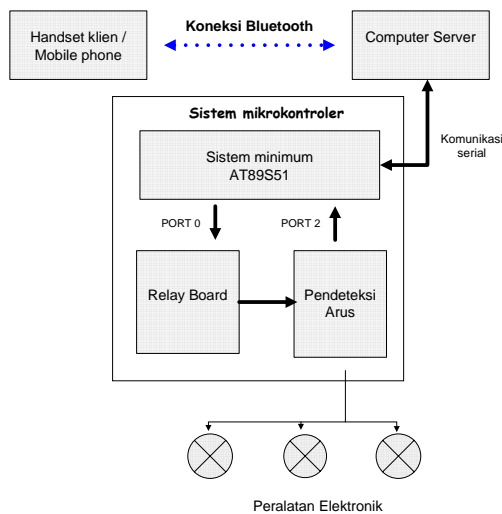 Handset klien /
Mobile phone
Koneksi Bluetooth
Computer Server
Sistem mikrokontroler
Komunikasi
serial
Sistem minimum
AT89S51
PORT 0
PORT 2
Relay Board
Pendeteksi
Arus
Peralatan Elektronik